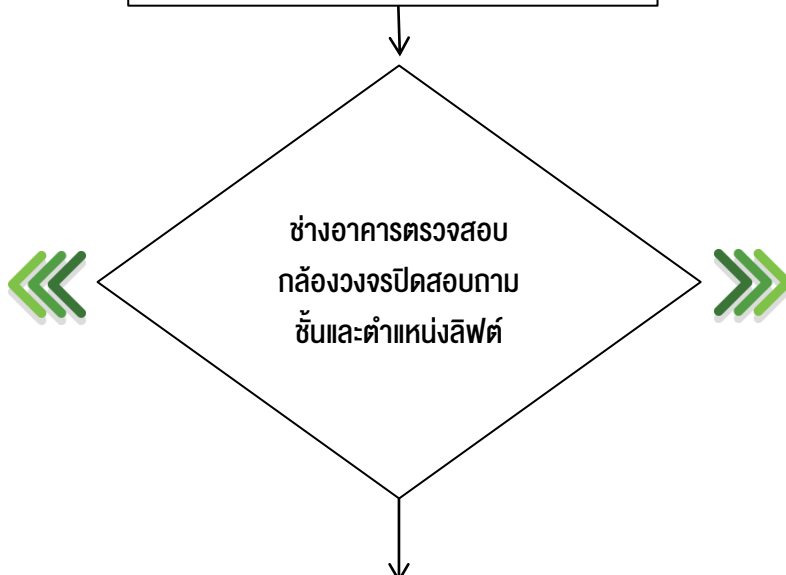 ช่างอาคารตรวจสอบ
กล้องวงจรปิดสอบถาม
ชั้นและตำแหน่งลิฟต์